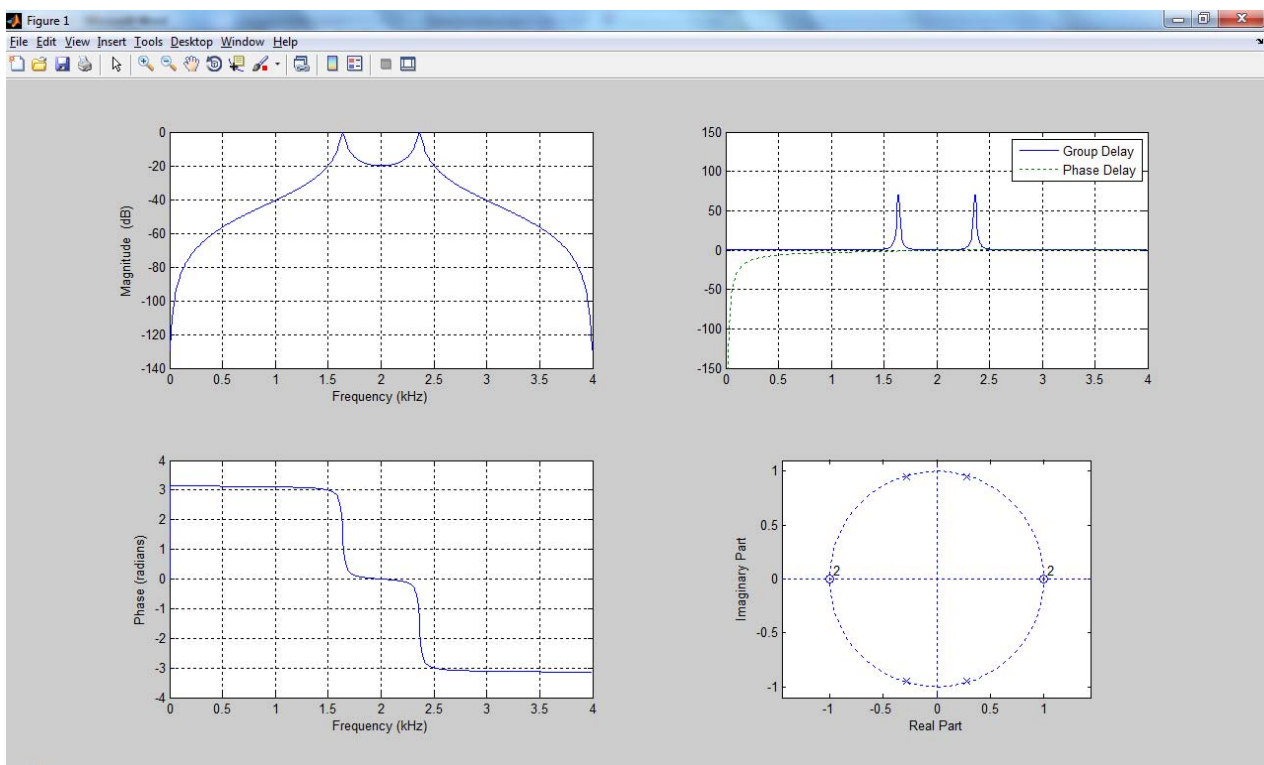 Figure 1
File Edit View Insert Tools Desktop Window Help
0
-20
-40
-60
-80
-100
-120
-140
Magnitude (dB)
0 0.5 1 1.5 2 2.5 3 3.5 4
Frequency (kHz)
150
100
50
0
-50
-100
-150
Group Delay
Phase Delay
0 0.5 1 1.5 2 2.5 3 3.5 4
4
3
2
1
0
-1
-2
-3
-4
Phase (radians)
0 0.5 1 1.5 2 2.5 3 3.5 4
Frequency (kHz)
1
0.5
0
-0.5
-1
Imaginary Part
2 2
-1 -0.5 0 0.5 1
Real Part